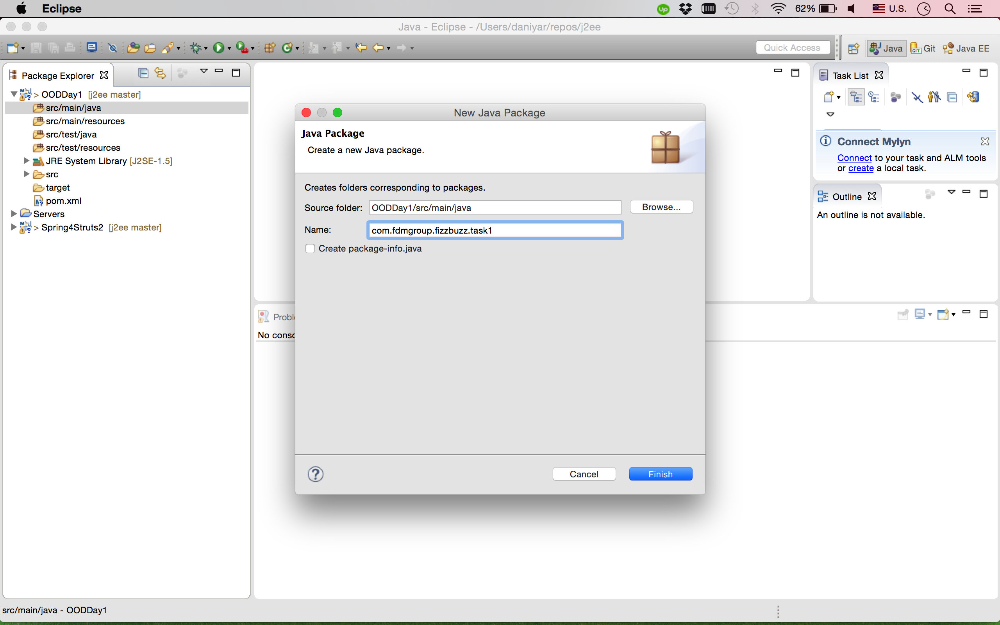 Eclipse
Up
62%
U.S.
Java - Eclipse - /Users/daniyar/repos/j2ee
Quick Access
Java
GIT
Git
Java EE
Package Explorer
> OODDay1 [j2ee master]
src/main/java
src/main/resources
src/test/java
src/test/resources
JRE System Library [J2SE-1.5]
src
target
pom.xml
Servers
> Spring4Struts2 [j2ee master]
New Java Package
Java Package
Create a new Java package.
Creates folders corresponding to packages.
Source folder: OODDay1/src/main/java Browse...
Name: com.fdmgroup.fizzbuzz.task1
Create package-info.java
? Cancel Finish
Task List
Connect Mylyn
Connect to your task and ALM tools
or create a local task.
Outline
An outline is not available.
Proble
No conso
src/main/java - OODDay1